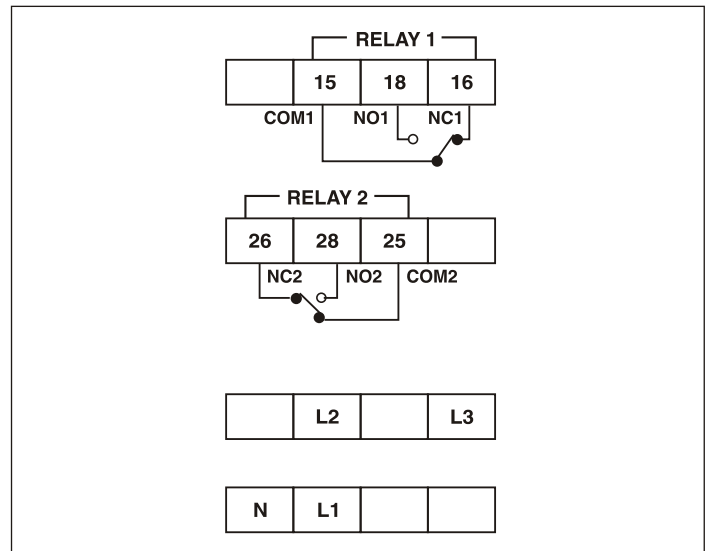 RELAY 1
15 18 16
COM1 NO1 NC1
RELAY 2
26 28 25
NC2 NO2 COM2
L2 L3
N L1